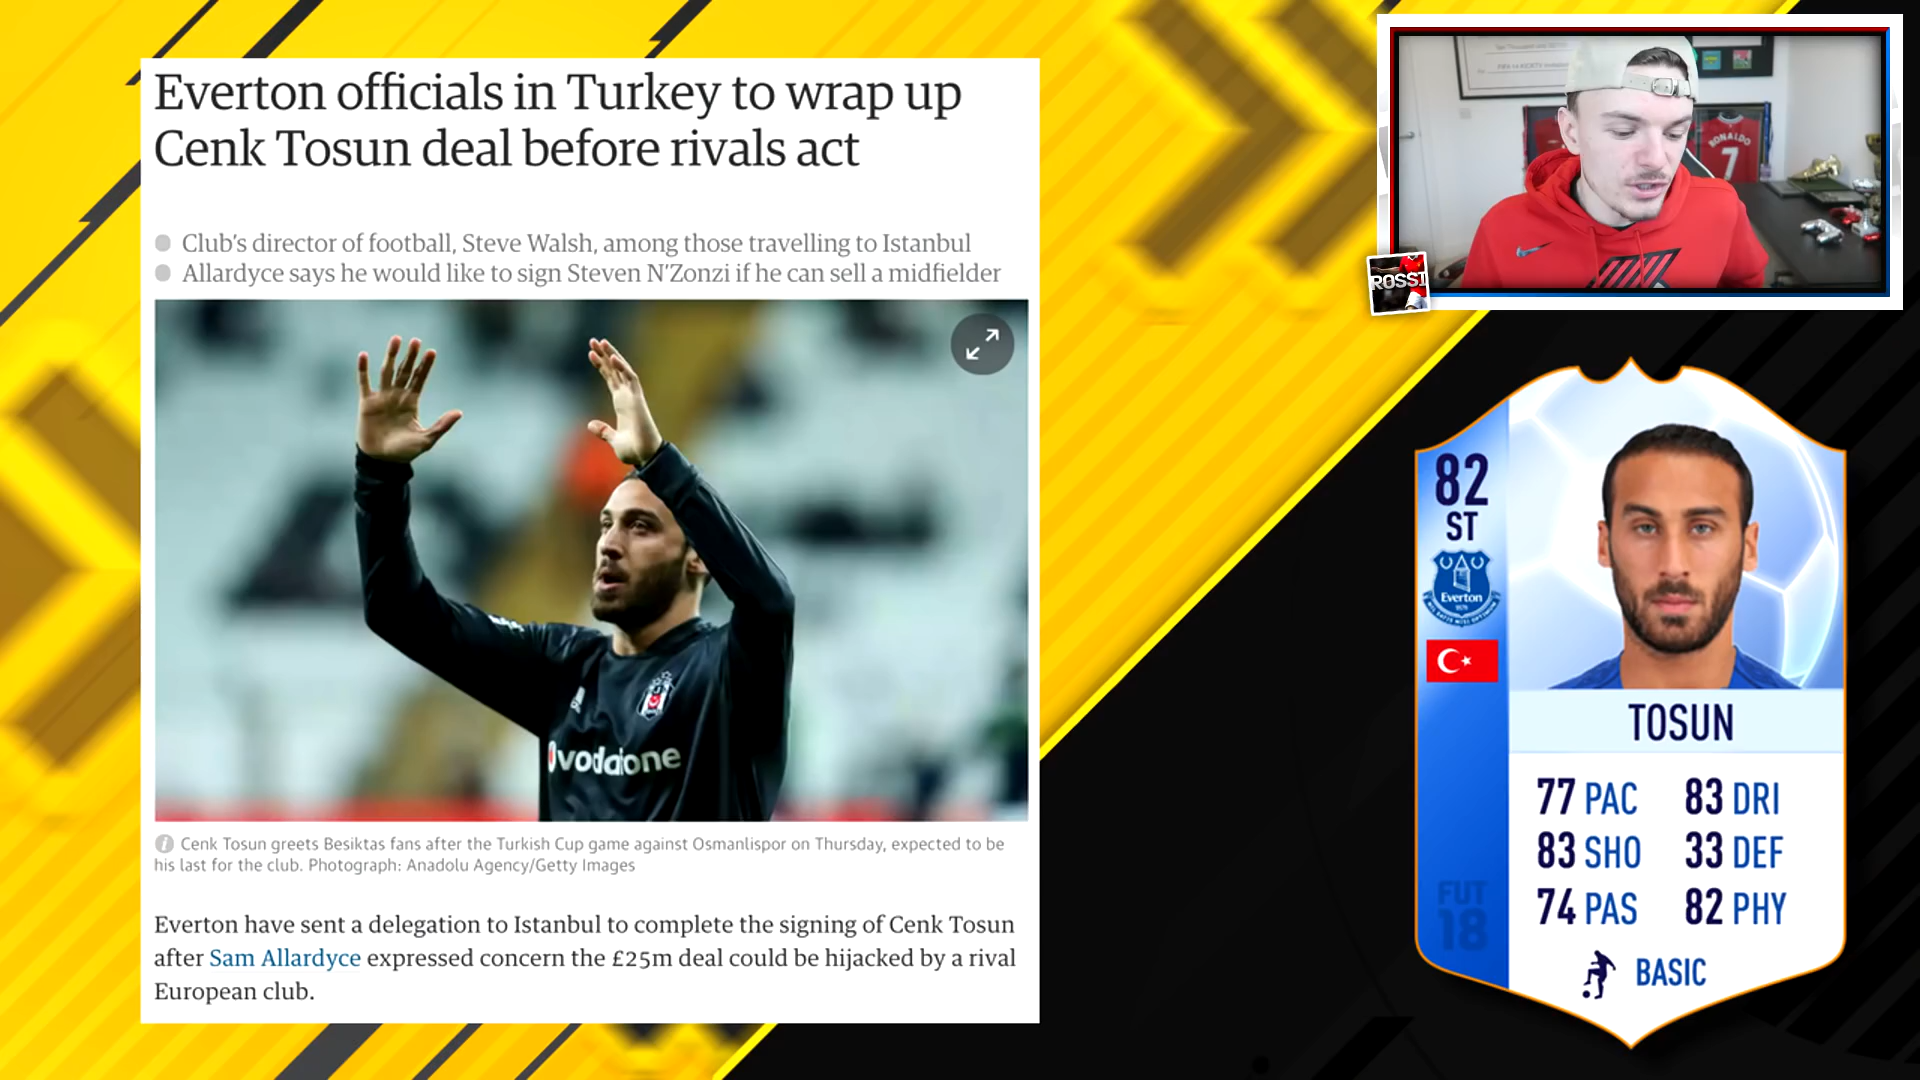 Everton officials in Turkey to wrap up
Cenk Tosun deal before rivals act
Club's director of football, Steve Walsh, among those travelling to Istanbul
Allardyce says he would like to sign Steven N'Zonzi if he can sell a midfielder
vodafone
i Cenk Tosun greets Besiktas fans after the Turkish Cup game against Osmanlispor on Thursday, expected to be
his last for the club. Photograph: Anadolu Agency/Getty Images
Everton have sent a delegation to Istanbul to complete the signing of Cenk Tosun
after Sam Allardyce expressed concern the £25m deal could be hijacked by a rival
European club.
RONALDO
7
ROSSI
82
ST
Everton
TOSUN
77 PAC 83 DRI
83 SHO 33 DEF
74 PAS 82 PHY
FUT
18
BASIC